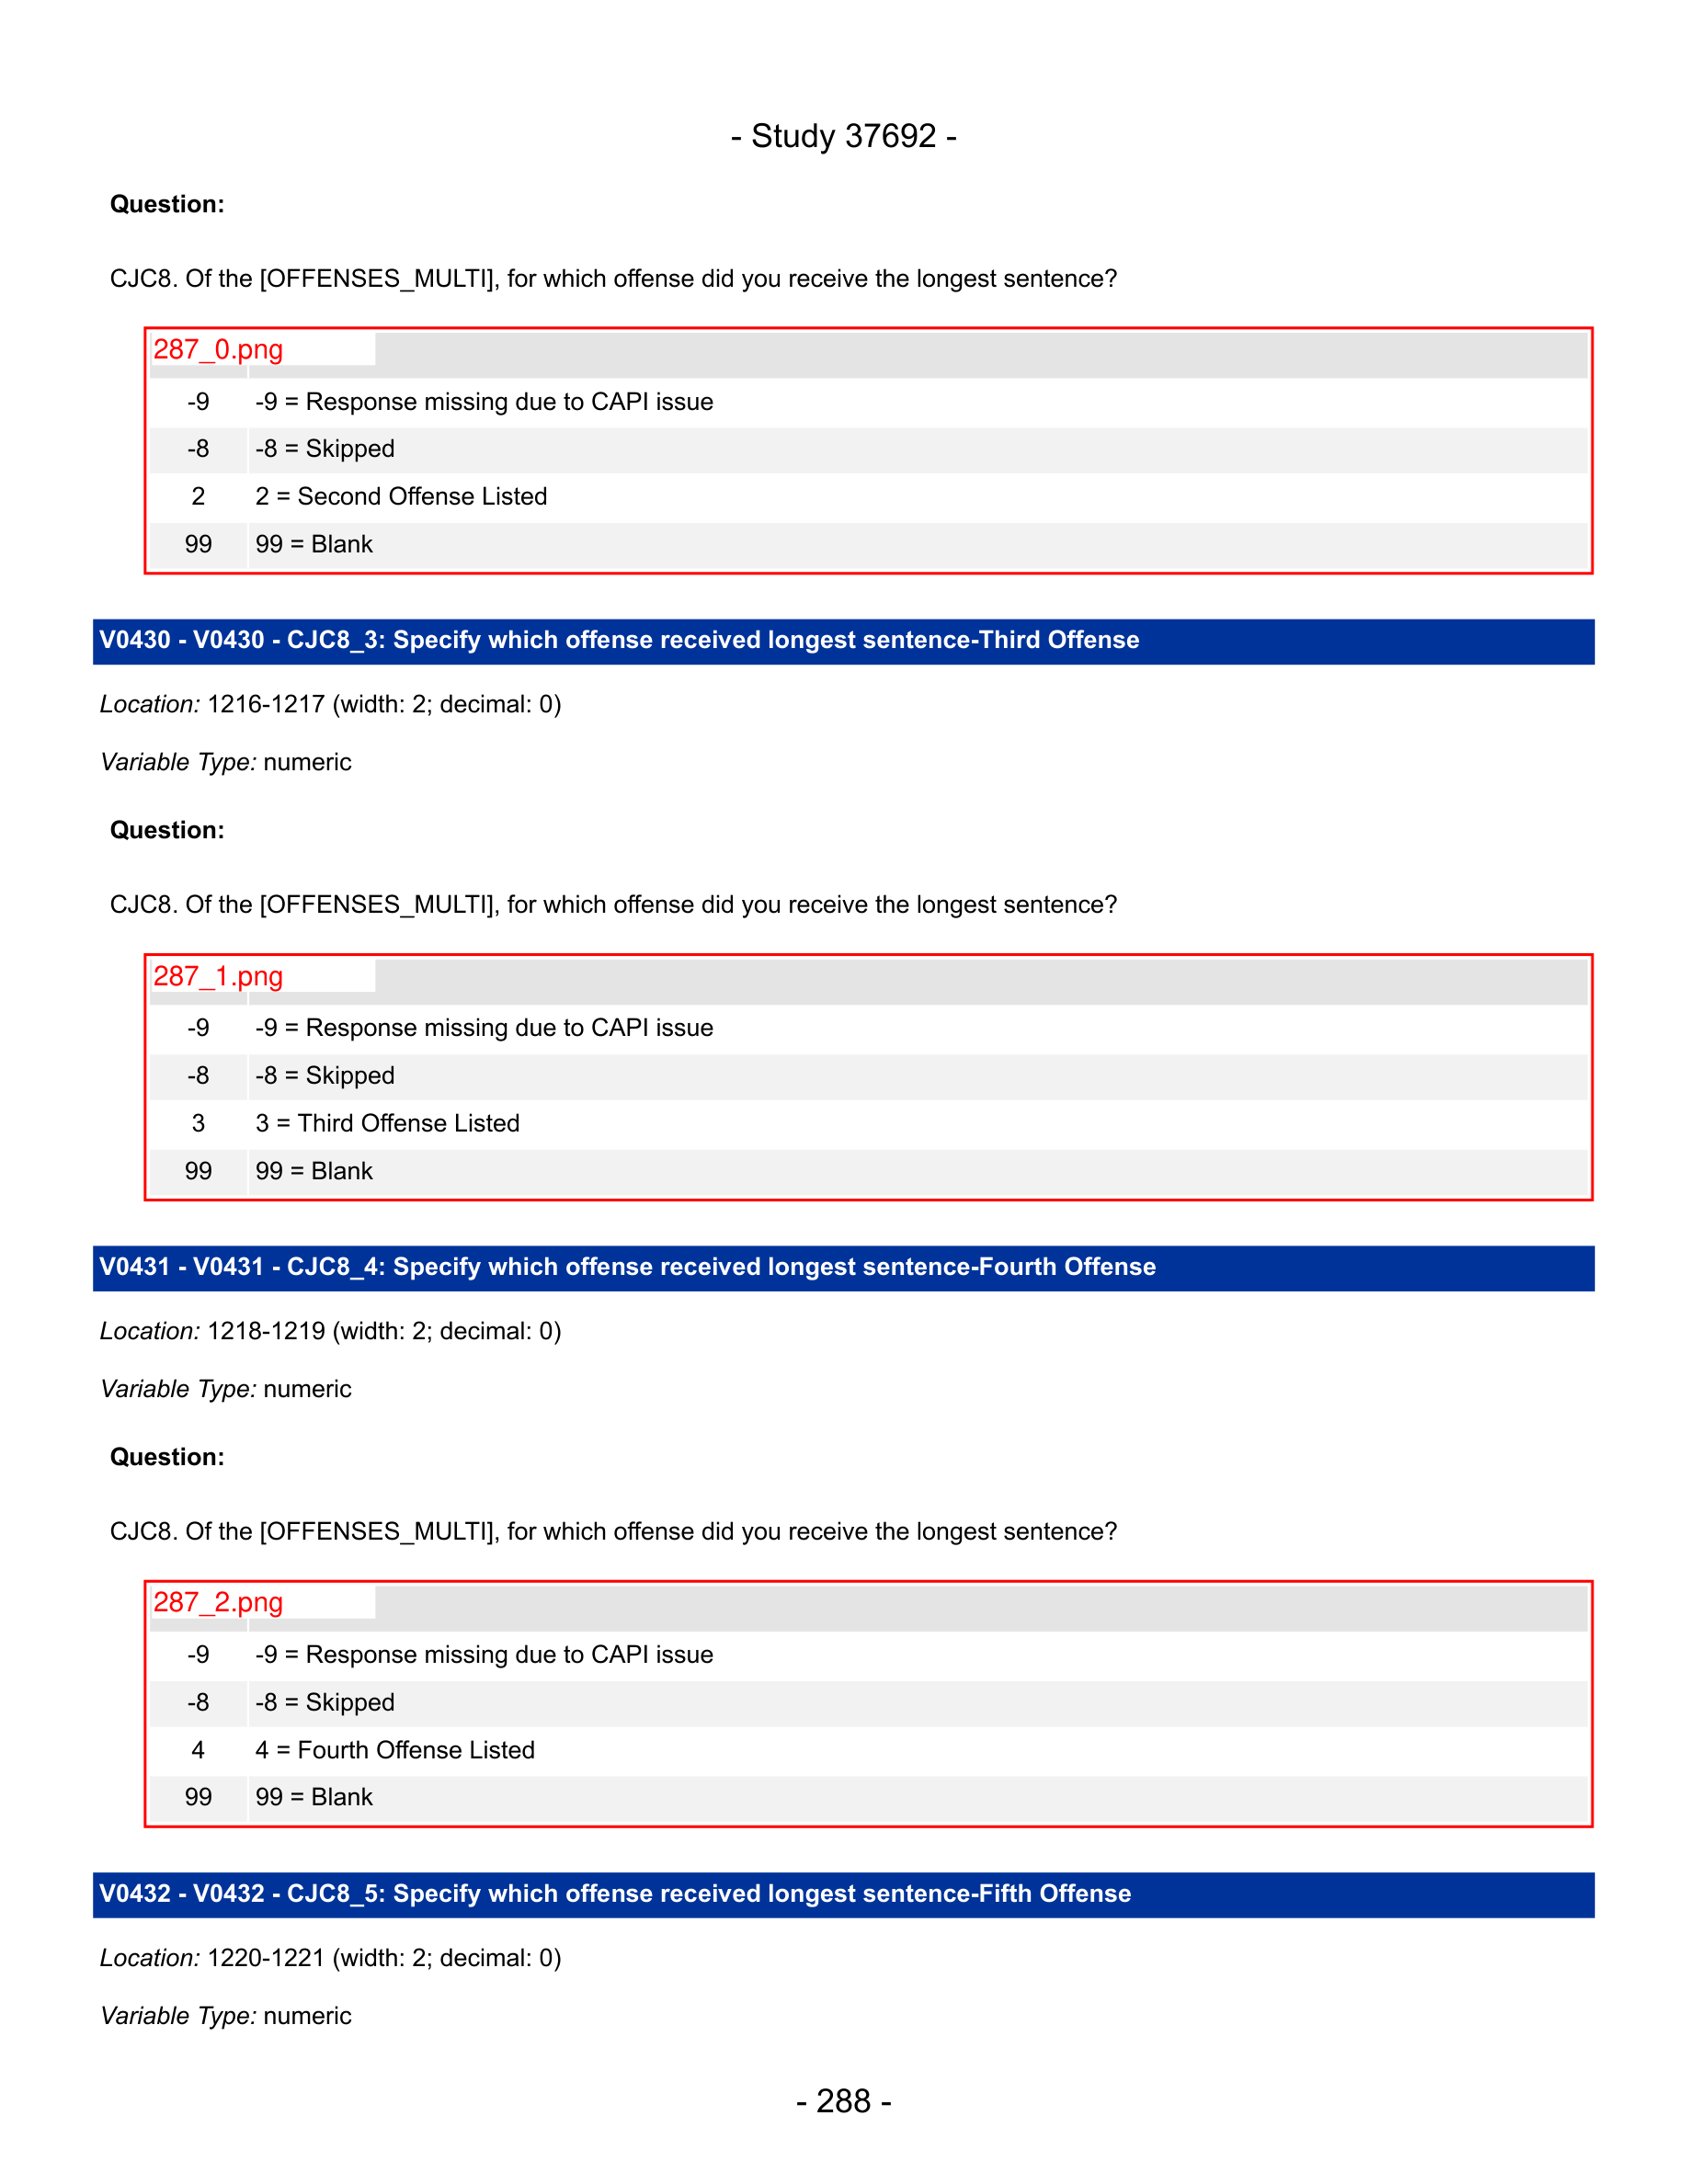 - Study 37692 -
Question:
CJC8. Of the [OFFENSES_MULTI], for which offense did you receive the longest sentence?
287_0.png
-9 -9 = Response missing due to CAPI issue
-8 -8 = Skipped
2 2 = Second Offense Listed
99 99 = Blank
V0430 - V0430 - CJC8_3: Specify which offense received longest sentence-Third Offense
Location: 1216-1217 (width: 2; decimal: 0)
Variable Type: numeric
Question:
CJC8. Of the [OFFENSES_MULTI], for which offense did you receive the longest sentence?
287_1.png
-9 -9 = Response missing due to CAPI issue
-8 -8 = Skipped
3 3 = Third Offense Listed
99 99 = Blank
V0431 - V0431 - CJC8_4: Specify which offense received longest sentence-Fourth Offense
Location: 1218-1219 (width: 2; decimal: 0)
Variable Type: numeric
Question:
CJC8. Of the [OFFENSES_MULTI], for which offense did you receive the longest sentence?
287_2.png
-9 -9 = Response missing due to CAPI issue
-8 -8 = Skipped
4 4 = Fourth Offense Listed
99 99 = Blank
V0432 - V0432 - CJC8_5: Specify which offense received longest sentence-Fifth Offense
Location: 1220-1221 (width: 2; decimal: 0)
Variable Type: numeric
- 288 -